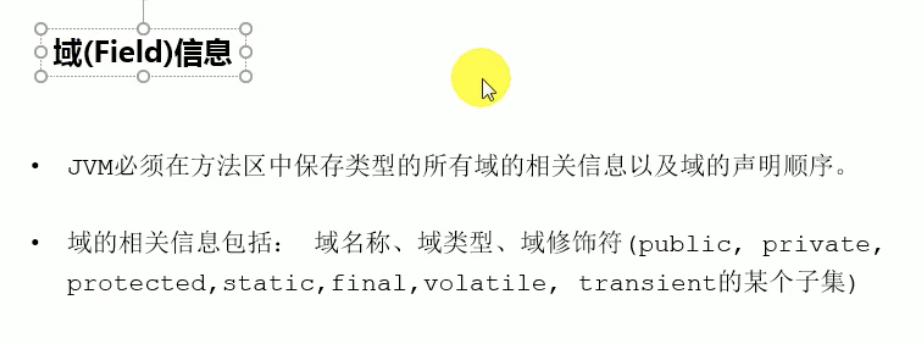 域(Field)信息
• JVM必须在方法区中保存类型的所有域的相关信息以及域的声明顺序。
• 域的相关信息包括： 域名称、域类型、域修饰符(public, private,
protected,static,final,volatile, transient的某个子集)